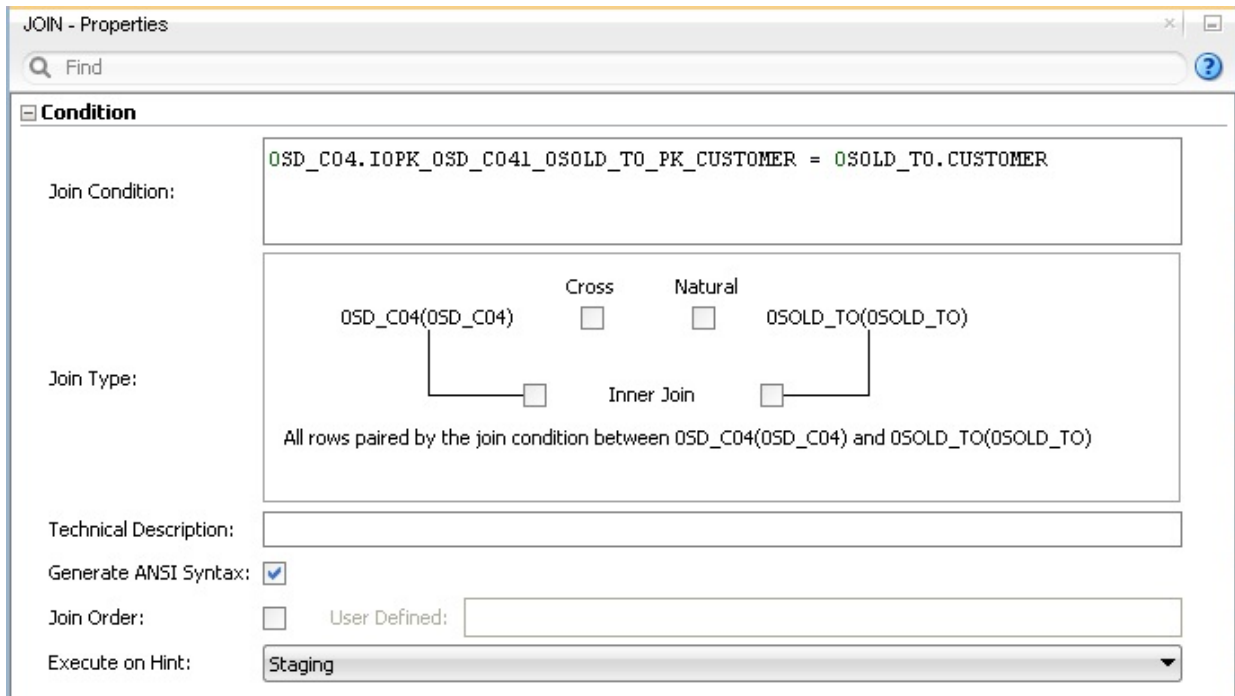 JOIN - Properties
Find
Condition
Join Condition:
0SD_C04.IOPK_0SD_C041_0SOLD_TO_PK_CUSTOMER = 0SOLD_TO.CUSTOMER
Cross Natural
0SD_C04(0SD_C04) 0SOLD_TO(0SOLD_TO)
Join Type:
Inner Join
All rows paired by the join condition between 0SD_C04(0SD_C04) and 0SOLD_TO(0SOLD_TO)
Technical Description:
Generate ANSI Syntax:
Join Order: User Defined:
Execute on Hint: Staging